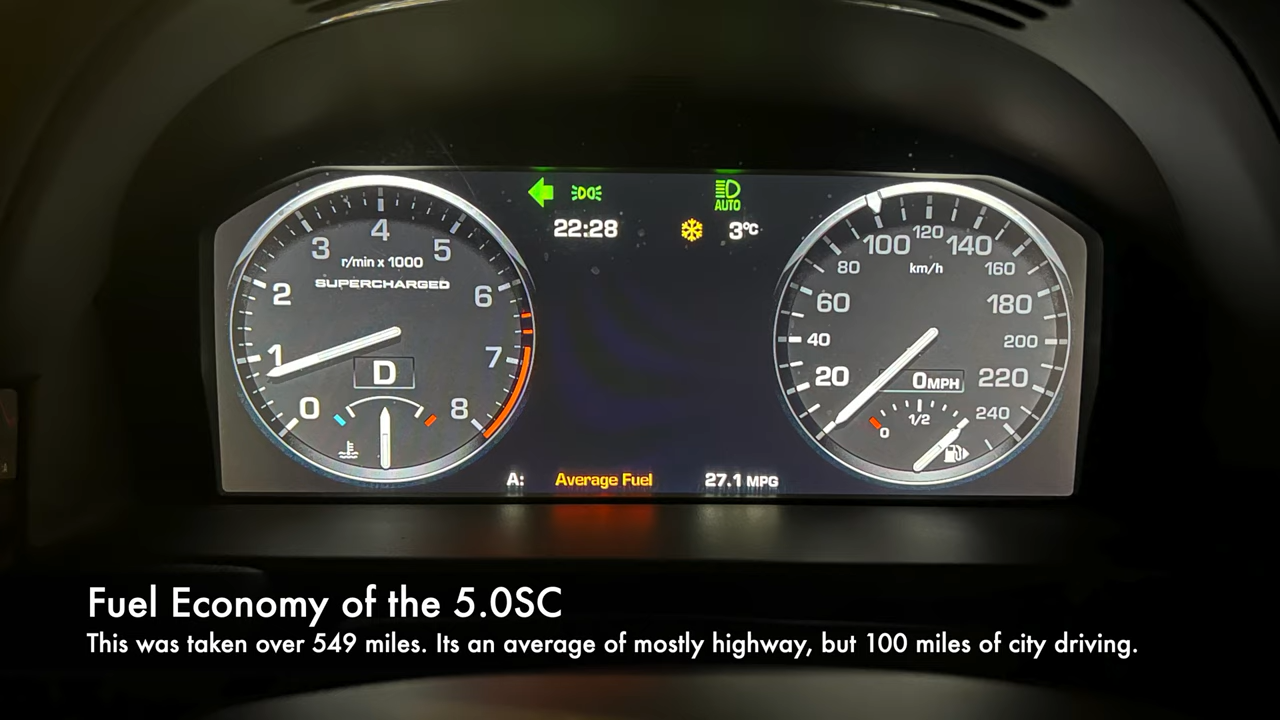 AUTO
22:28
3°C
4
3
5
r/min x 1000
SUPERCHARGED
2
6
1
7
D
0
8
120
100
140
80
km/h
160
60
180
40
200
20
0MPH
220
1/2
240
0
A: Average Fuel 27.1 MPG
Fuel Economy of the 5.0SC
This was taken over 549 miles. Its an average of mostly highway, but 100 miles of city driving.